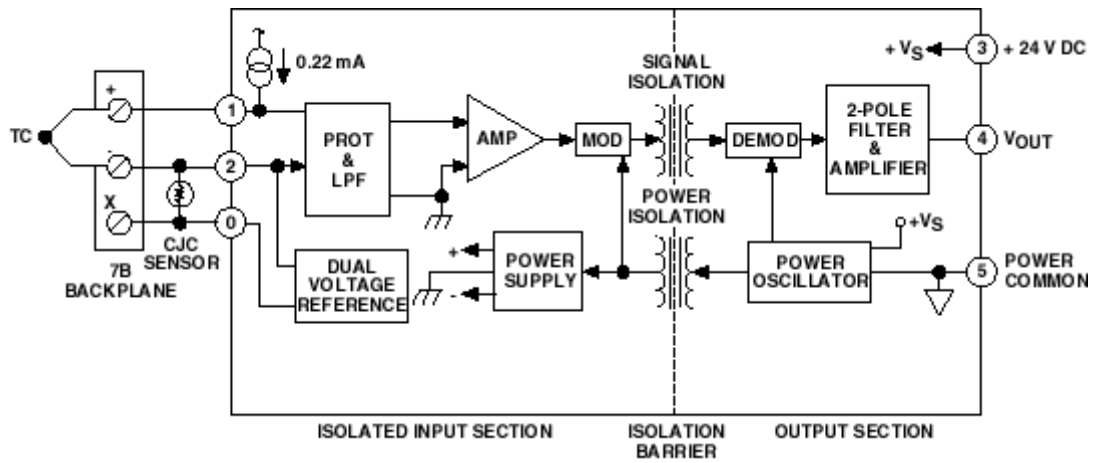 0.22 mA
+ VS
3
+ 24 V DC
SIGNAL
ISOLATION
+
1
TC
PROT
&
LPF
AMP
MOD
DEMOD
2-POLE
FILTER
&
AMPLIFIER
4
VOUT
-
2
X
0
POWER
ISOLATION
+VS
CJC
SENSOR
7B
BACKPLANE
DUAL
VOLTAGE
REFERENCE
+
-
POWER
SUPPLY
POWER
OSCILLATOR
5
POWER
COMMON
ISOLATED INPUT SECTION
ISOLATION
BARRIER
OUTPUT SECTION